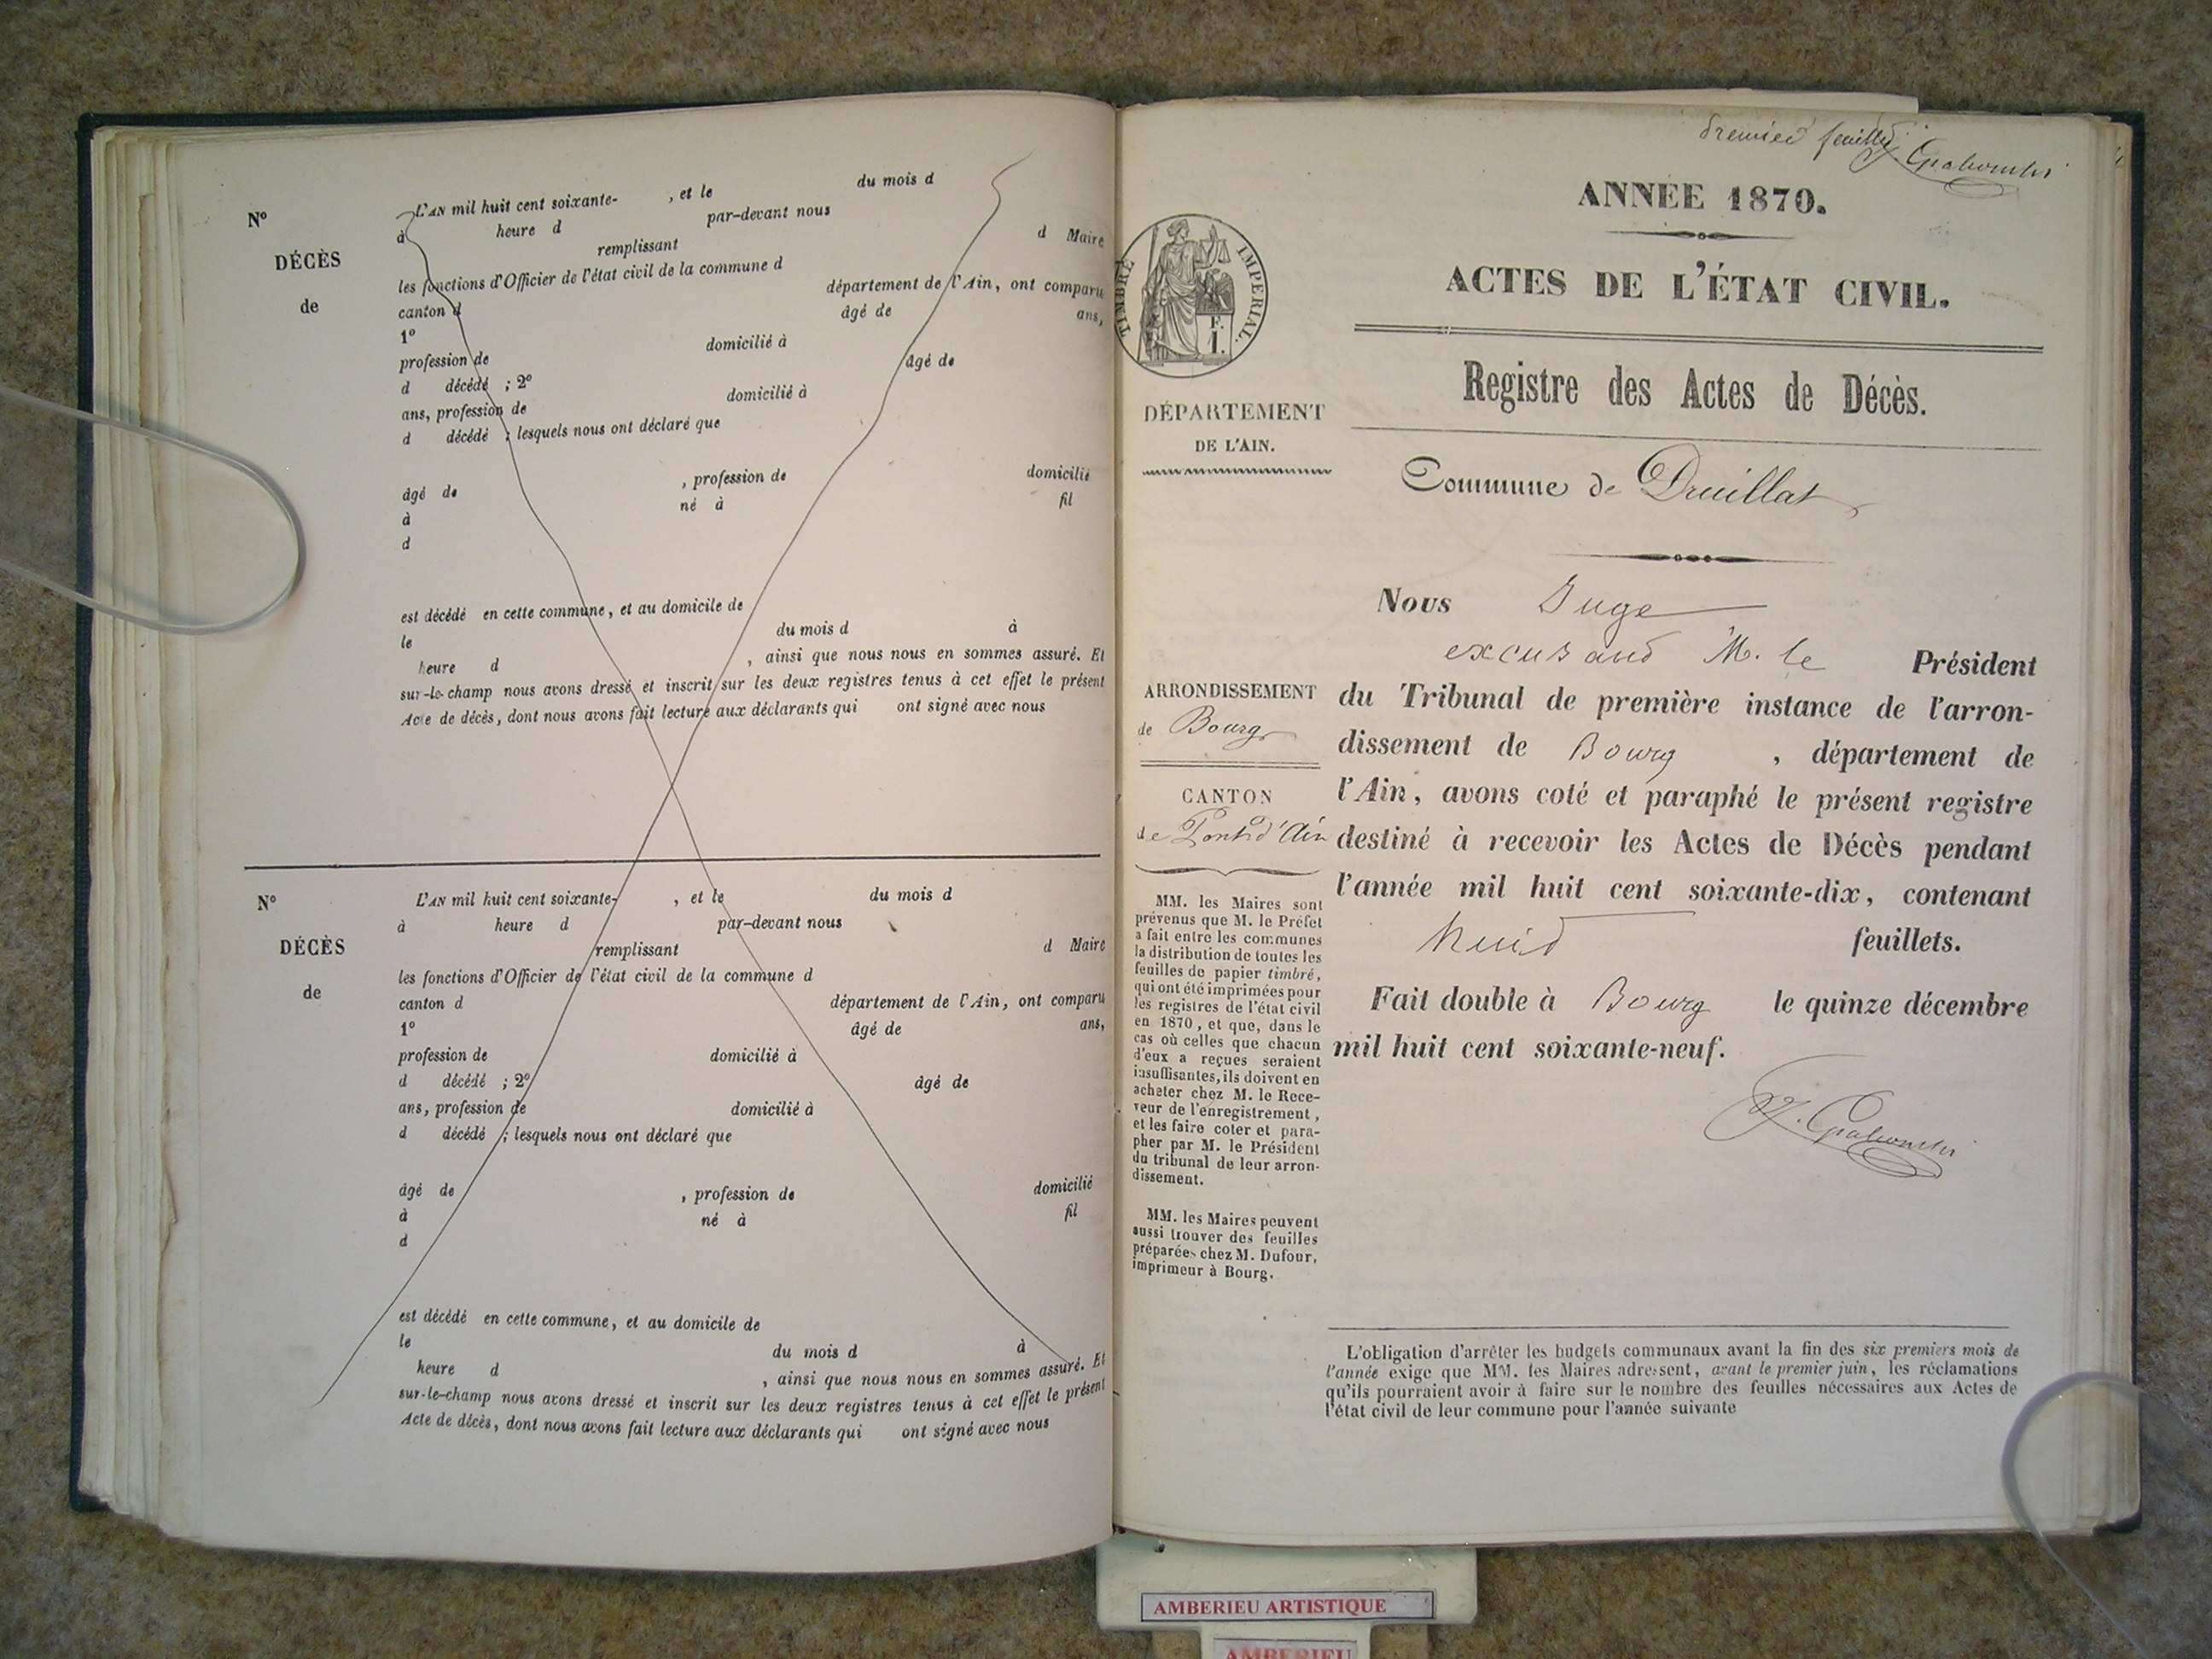 N°
DÉCÈS
de
L'AN mil huit cent soixante- , et le du mois d
à heure d par-devant nous
remplissant d Maire
les fonctions d'Officier de l'état civil de la commune d
canton d département de l'Ain, ont comparu
1° âgé de ans,
profession de domicilié à
d décédé ; 2° âgé de
ans, profession de domicilié à
d décédé ; lesquels nous ont déclaré que
âgé de , profession de domicilié
à né à fil
d
est décédé en cette commune, et au domicile de
le du mois d à
heure d , ainsi que nous nous en sommes assuré. Et
sur-le-champ nous avons dressé et inscrit sur les deux registres tenus à cet effet le présent
Acte de décès, dont nous avons fait lecture aux déclarants qui ont signé avec nous
N°
DÉCÈS
de
L'AN mil huit cent soixante- , et le du mois d
à heure d par-devant nous
remplissant d Maire
les fonctions d'Officier de l'état civil de la commune d
canton d département de l'Ain, ont comparu
1° âgé de ans,
profession de domicilié à
d décédé ; 2° âgé de
ans, profession de domicilié à
d décédé ; lesquels nous ont déclaré que
âgé de , profession de domicilié
à né à fil
d
est décédé en cette commune, et au domicile de
le du mois d à
heure d , ainsi que nous nous en sommes assuré. Et
sur-le-champ nous avons dressé et inscrit sur les deux registres tenus à cet effet le présent
Acte de décès, dont nous avons fait lecture aux déclarants qui ont signé avec nous
premier feuillet
ANNÉE 1870.
ACTES DE L'ÉTAT CIVIL.
Registre des Actes de Décès.
Commune de Druillat
TIMBRE IMPÉRIAL.
E.
I.
DÉPARTEMENT
DE L'AIN.
ARRONDISSEMENT
de Bourg
CANTON
de Pont d'Ain
MM. les Maires sont
prévenus que M. le Préfet
a fait entre les communes
la distribution de toutes les
feuilles de papier timbré,
qui ont été imprimées pour
les registres de l'état civil
en 1870, et que, dans le
cas où celles que chacun
d'eux a reçues seraient
insuffisantes, ils doivent en
acheter chez M. le Rece-
veur de l'enregistrement,
et les faire coter et para-
pher par M. le Président
du tribunal de leur arron-
dissement.
MM. les Maires peuvent
aussi trouver des feuilles
préparées chez M. Dufour,
imprimeur à Bourg.
Nous Juge
excusant M. le Président
du Tribunal de première instance de l'arron-
dissement de Bourg , département de
l'Ain, avons coté et paraphé le présent registre
destiné à recevoir les Actes de Décès pendant
l'année mil huit cent soixante-dix, contenant
huit feuillets.
Fait double à Bourg le quinze décembre
mil huit cent soixante-neuf.
L'obligation d'arrêter les budgets communaux avant la fin des six premiers mois de
l'année exige que MM. les Maires adressent, avant le premier juin, les réclamations
qu'ils pourraient avoir à faire sur le nombre des feuilles nécessaires aux Actes de
l'état civil de leur commune pour l'année suivante
AMBERIEU ARTISTIQUE
AMBERIEU